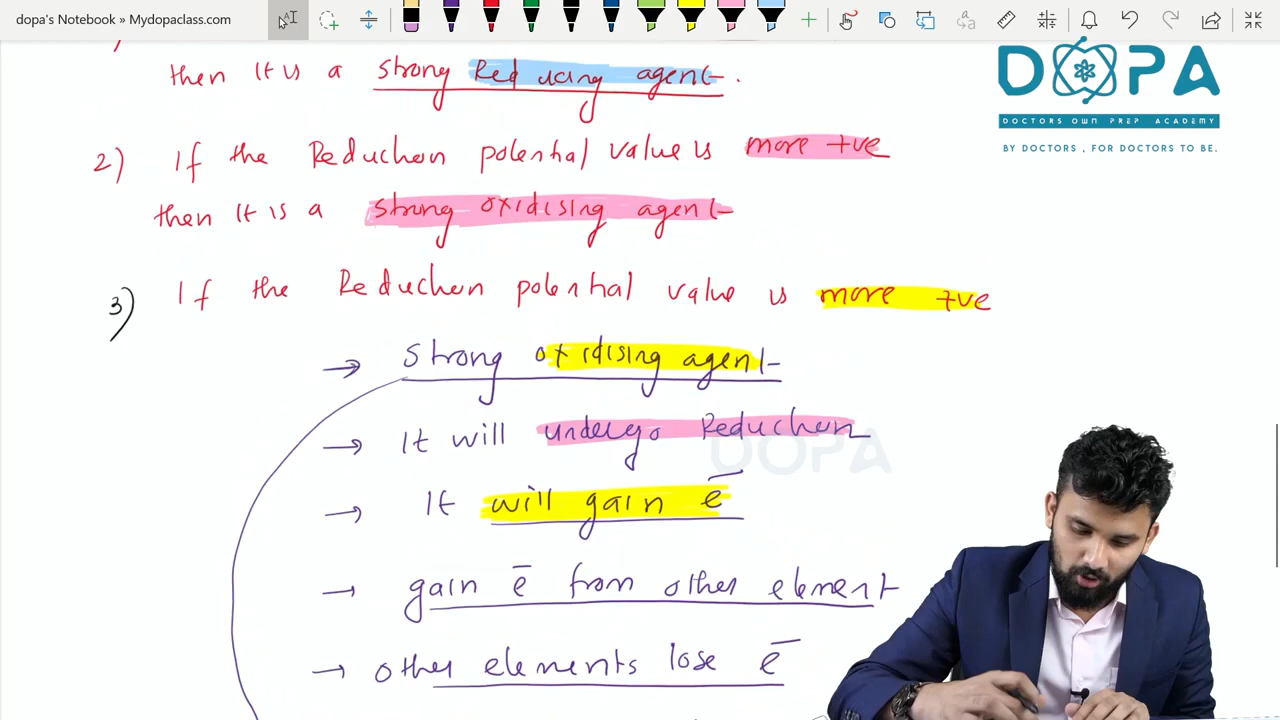 dopa's Notebook » Mydopaclass.com
then It is a strong Reducing agent.
DOPA
DOCTORS OWN PREP ACADEMY
BY DOCTORS , FOR DOCTORS TO BE.
2) If the Reduction potential value is more +ve
then It is a strong oxidising agent
3) If the Reduction potential value is more +ve
→ strong oxidising agent
→ It will undergo Reduction
DOPA
→ It will gain e⁻
→ gain e⁻ from other element
→ other elements lose e⁻